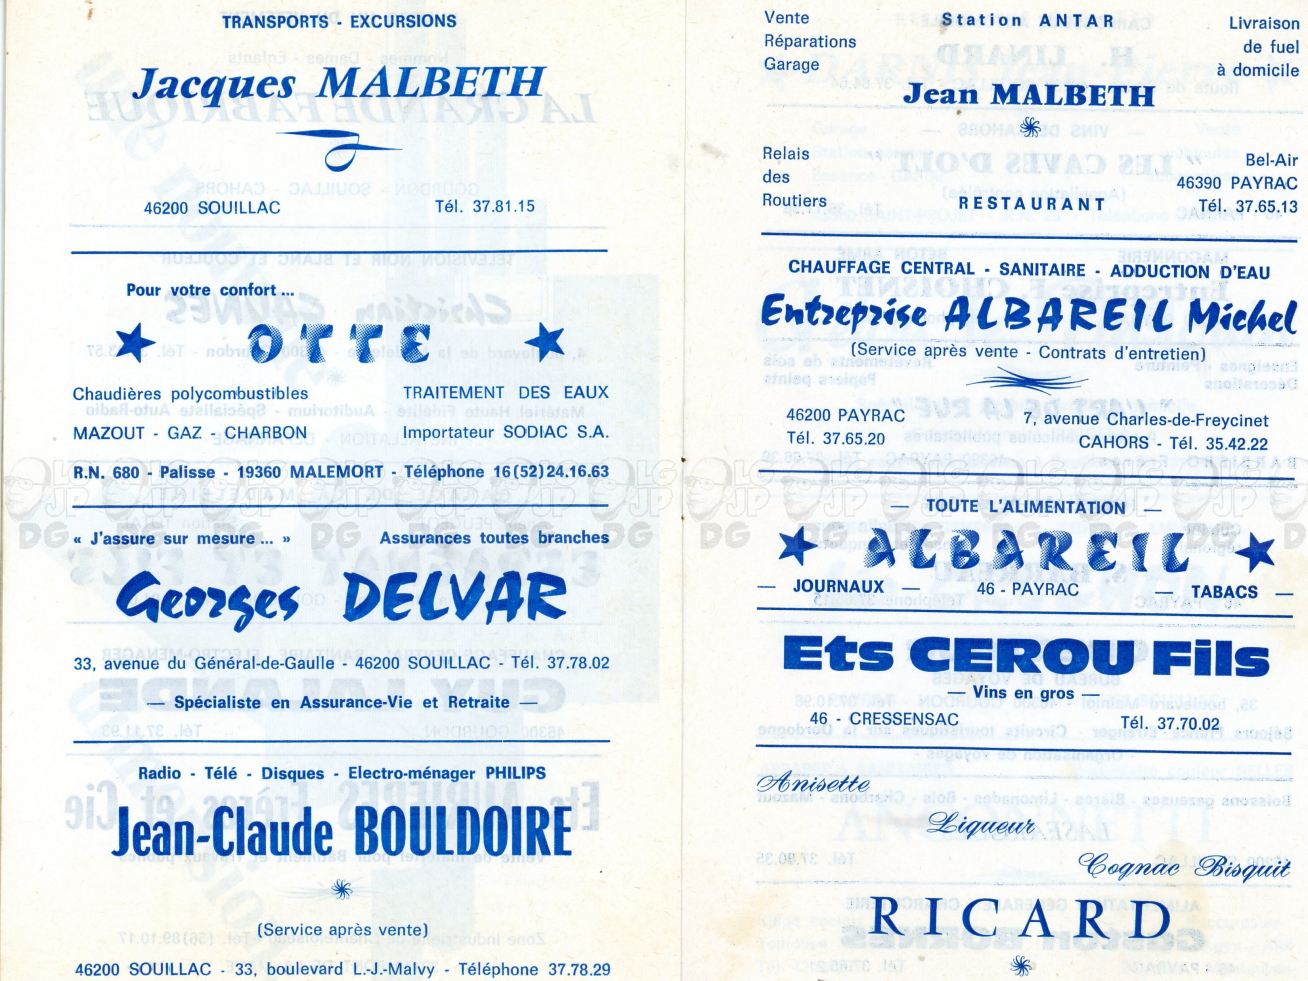 TRANSPORTS - EXCURSIONS
Jacques MALBETH
46200 SOUILLAC Tél. 37.81.15
Pour votre confort ...
OTTE
Chaudières polycombustibles TRAITEMENT DES EAUX
MAZOUT - GAZ - CHARBON Importateur SODIAC S.A.
R.N. 680 - Palisse - 19360 MALEMORT - Téléphone 16 (52) 24.16.63
« J'assure sur mesure ... » Assurances toutes branches
Georges DELVAR
33, avenue du Général-de-Gaulle - 46200 SOUILLAC - Tél. 37.78.02
— Spécialiste en Assurance-Vie et Retraite —
Radio - Télé - Disques - Electro-ménager PHILIPS
Jean-Claude BOULDOIRE
(Service après vente)
46200 SOUILLAC - 33, boulevard L.-J.-Malvy - Téléphone 37.78.29
Vente Station ANTAR Livraison
Réparations de fuel
Garage à domicile
Jean MALBETH
Relais Bel-Air
des 46390 PAYRAC
Routiers RESTAURANT Tél. 37.65.13
CHAUFFAGE CENTRAL - SANITAIRE - ADDUCTION D'EAU
Entreprise ALBAREIL Michel
(Service après vente - Contrats d'entretien)
46200 PAYRAC 7, avenue Charles-de-Freycinet
Tél. 37.65.20 CAHORS - Tél. 35.42.22
— TOUTE L'ALIMENTATION —
ALBAREIL
— JOURNAUX — 46 - PAYRAC — TABACS —
Ets CEROU Fils
— Vins en gros —
46 - CRESSENSAC Tél. 37.70.02
Anisette
Liqueur
Cognac Bisquit
RICARD